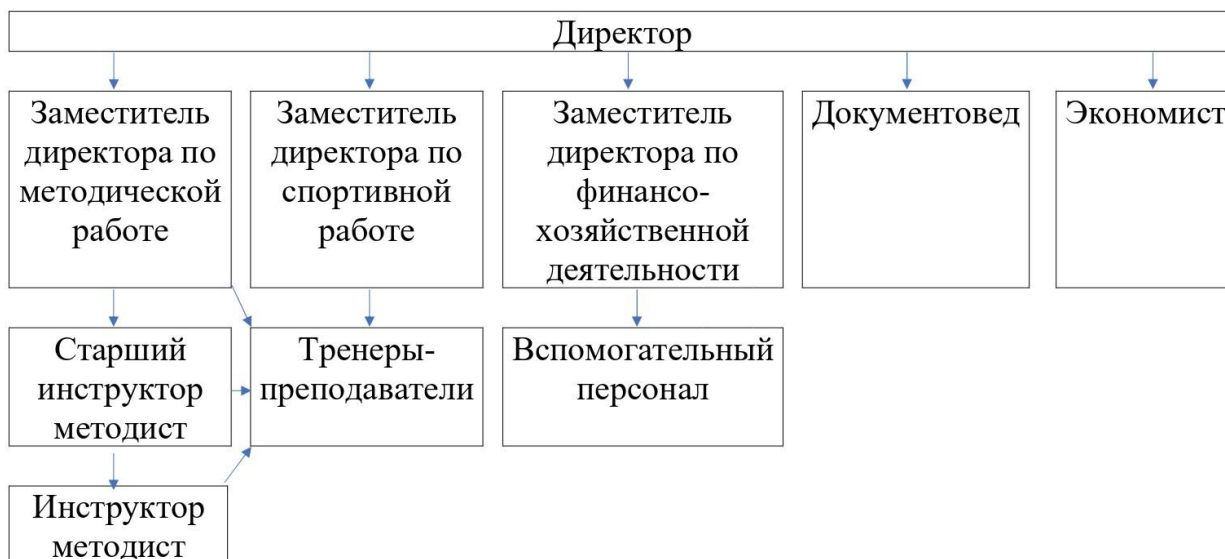 Директор
Заместитель
директора по
методической
работе
Заместитель
директора по
спортивной
работе
Заместитель
директора по
финансо-
хозяйственной
деятельности
Документовед
Экономист
Старший
инструктор
методист
Тренеры-
преподаватели
Вспомогательный
персонал
Инструктор
методист